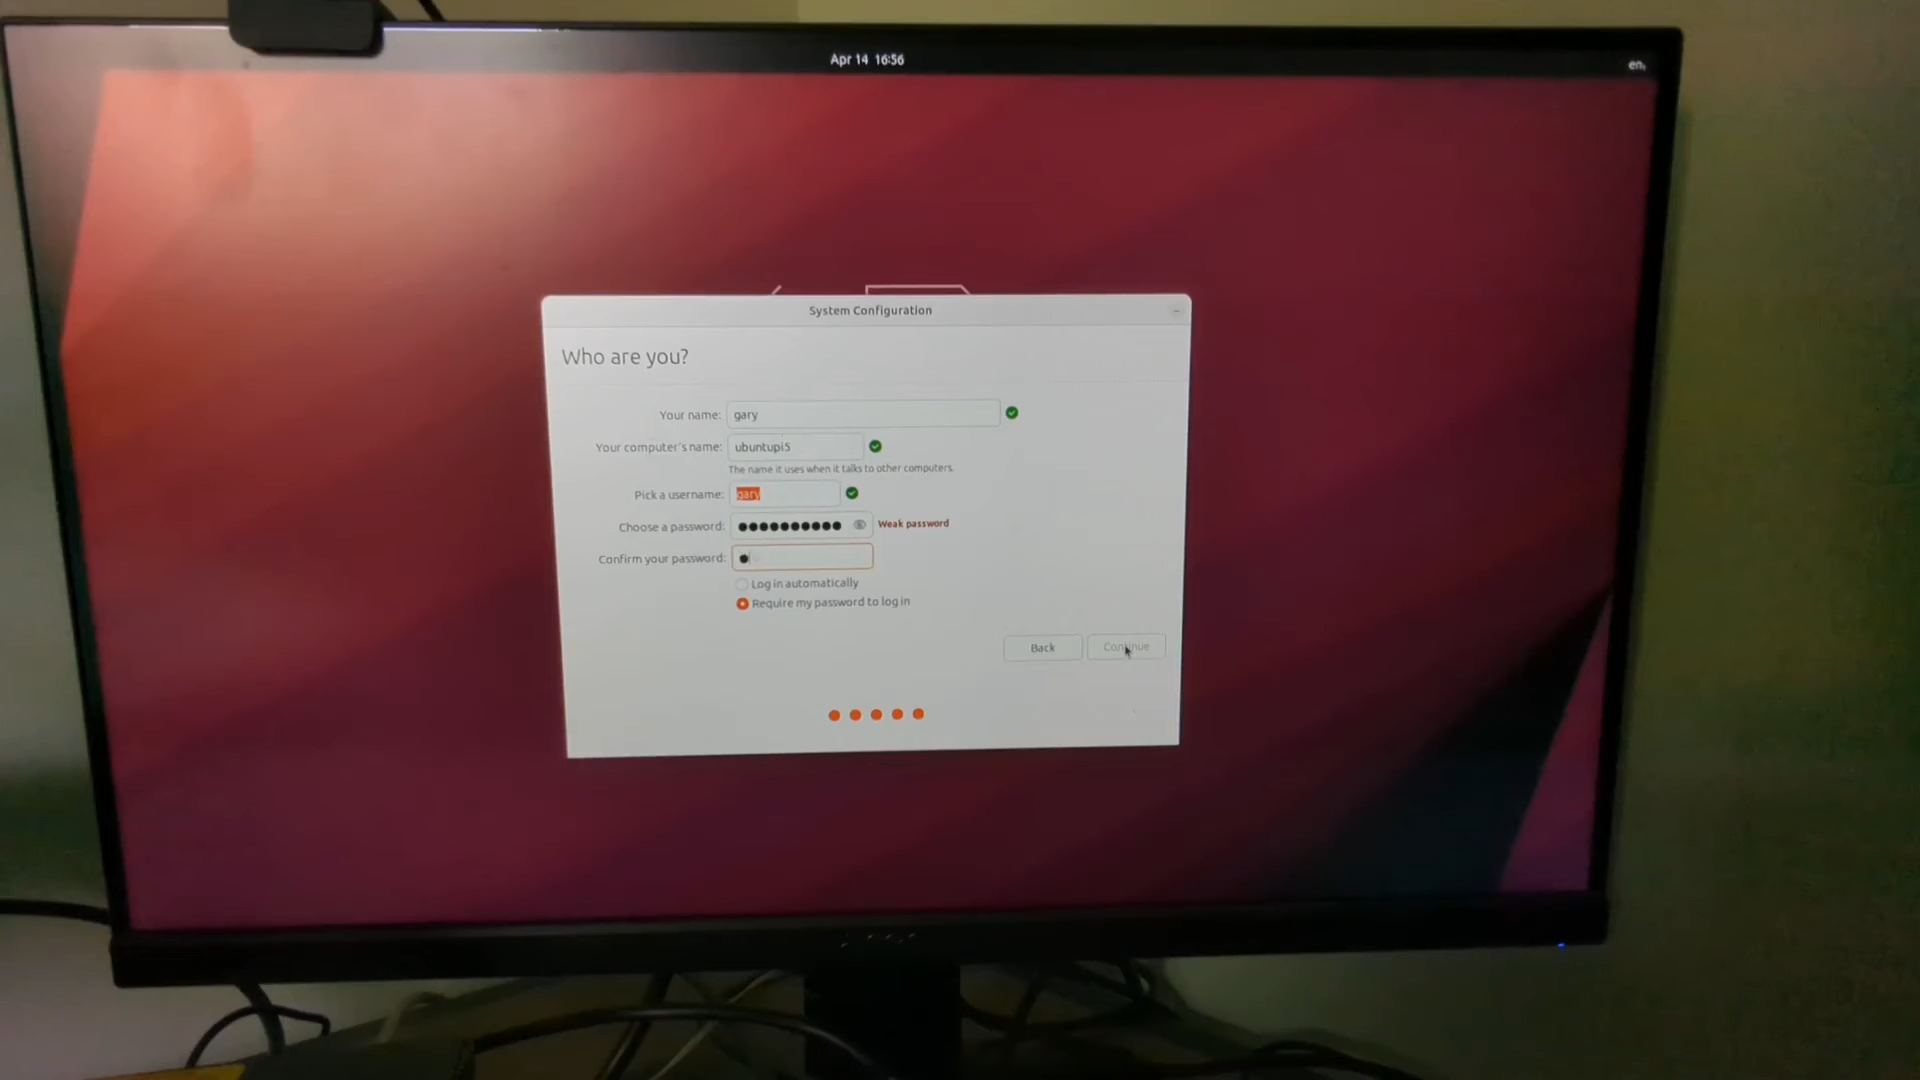 Apr 14 16:56
en
System Configuration
Who are you?
Your name: gary
Your computer's name: ubuntupi5
The name it uses when it talks to other computers.
Pick a username: gary
Choose a password: ●●●●●●●●●● Weak password
Confirm your password: ●
Log in automatically
Require my password to log in
Back Continue